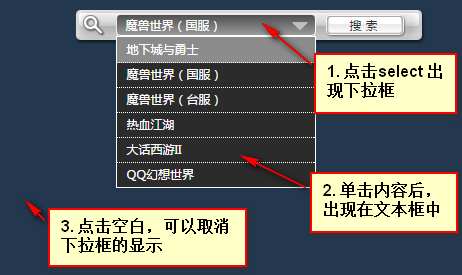 魔兽世界（国服）
搜 索
地下城与勇士
魔兽世界（国服）
魔兽世界（台服）
热血江湖
大话西游II
QQ幻想世界
1. 点击select 出
现下拉框
2. 单击内容后，
出现在文本框中
3. 点击空白，可以取消
下拉框的显示